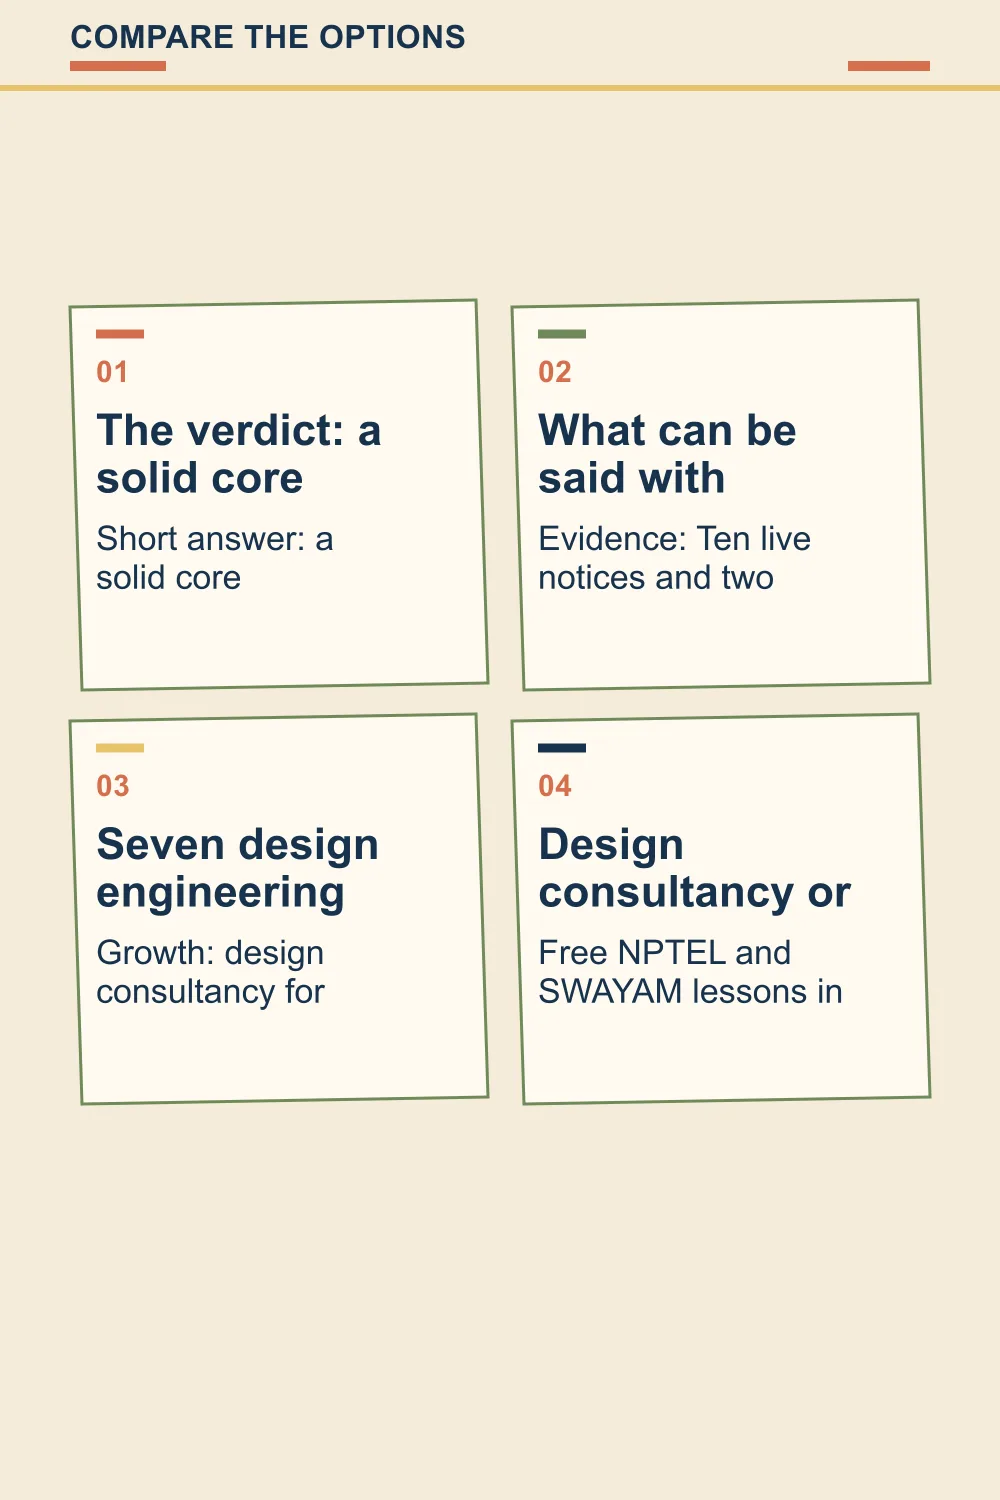 COMPARE THE OPTIONS
01
The verdict: a
solid core
Short answer: a
solid core
02
What can be
said with
Evidence: Ten live
notices and two
03
Seven design
engineering
Growth: design
consultancy for
04
Design
consultancy or
Free NPTEL and
SWAYAM lessons in